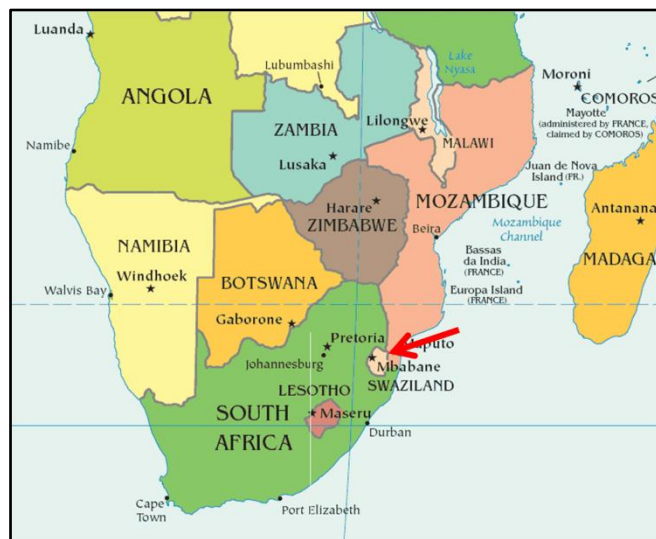 Luanda
Lubumbashi
Lake
Nyasa
Moroni
COMOROS
Mayotte
(administered by FRANCE,
claimed by COMOROS)
ANGOLA
ZAMBIA
Lilongwe
MALAWI
Namibe
Lusaka
Juan de Nova
Island (FR.)
MOZAMBIQUE
Harare
ZIMBABWE
Mozambique
Channel
Antanana
NAMIBIA
Beira
MADAGA
Bassas
da India
(FRANCE)
Windhoek
BOTSWANA
Walvis Bay
Europa Island
(FRANCE)
Gaborone
Pretoria
aputo
Johannesburg
Mbabane
SWAZILAND
LESOTHO
SOUTH
AFRICA
Maseru
Durban
Cape
Town
Port Elizabeth